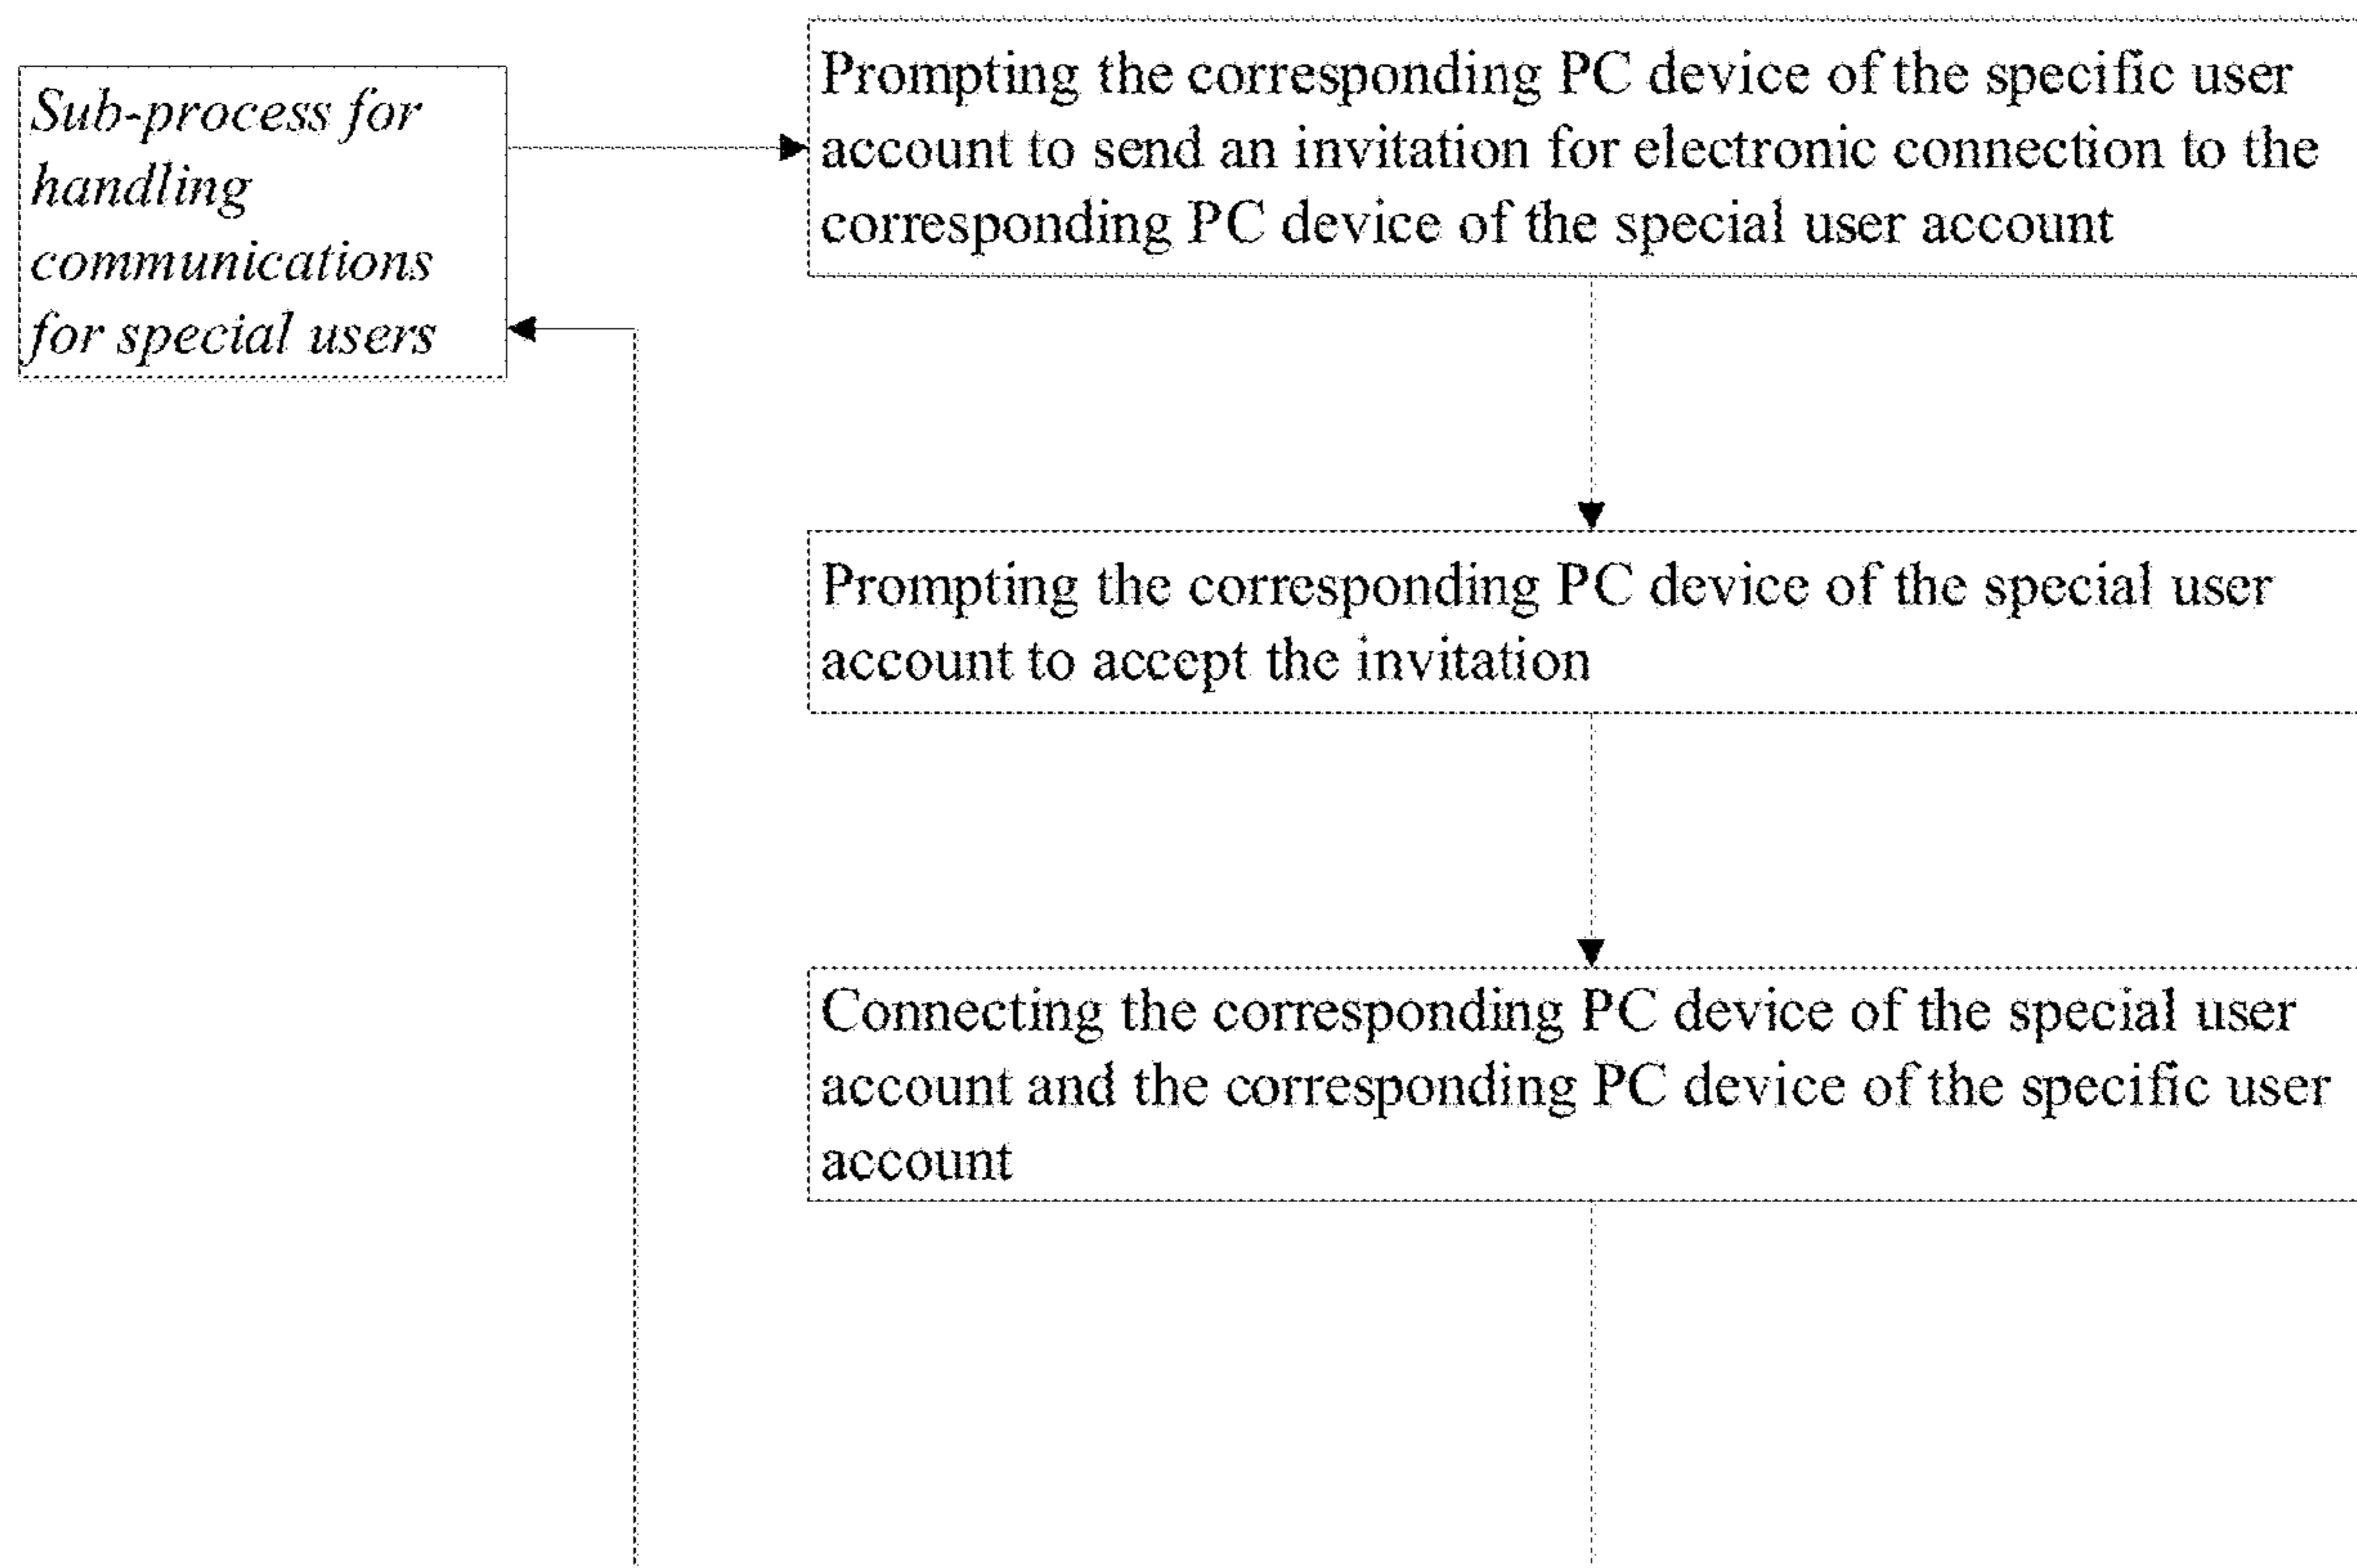 Sub-process for
handling
communications
for special users
Prompting the corresponding PC device of the specific user
account to send an invitation for electronic connection to the
corresponding PC device of the special user account
Prompting the corresponding PC device of the special user
account to accept the invitation
Connecting the corresponding PC device of the special user
account and the corresponding PC device of the specific user
account